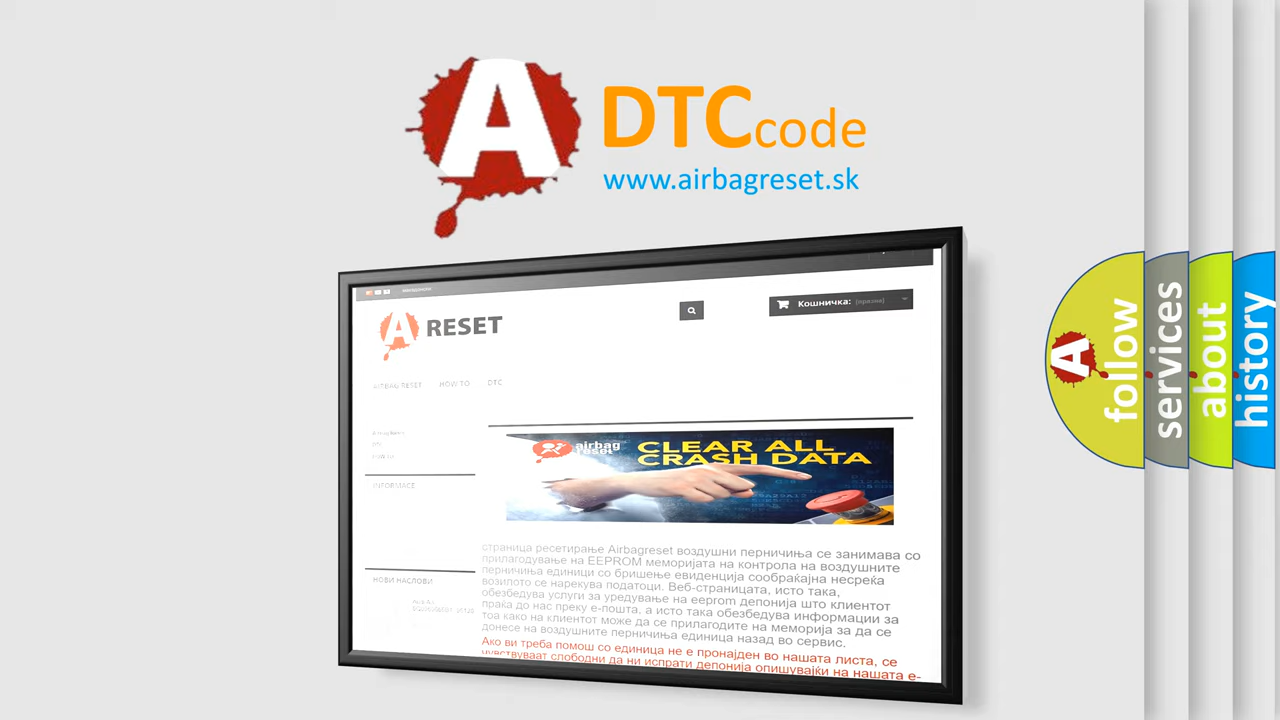 A DTC code
www.airbagreset.sk
A RESET
Кошничка: (празна)
AIRBAG RESET HOW TO DTC
DTC
INFORMACE
airbag
reset
CLEAR ALL
CRASH DATA
страница ресетирање Airbagreset воздушни перничиња се занимава со
прилагодување на EEPROM меморијата на контрола на воздушните
перничиња единици со бришење евиденција сообраќајна несреќа
возилото се нарекува податоци. Веб-страницата, исто така,
обезбедува услуги за уредување на eeprom депонија што клиентот
праќа до нас преку е-пошта, а исто така обезбедува информации за
тоа како на клиентот може да се прилагодите на меморија за да се
донесе на воздушните перничиња единица назад во сервис.
Ако ви треба помош со единица не е пронајден во нашата листа, се
чувствуваат слободни да ни испрати депонија опишувајќи на нашата е-
НОВИ НАСЛОВИ
A
follow
services
about
history